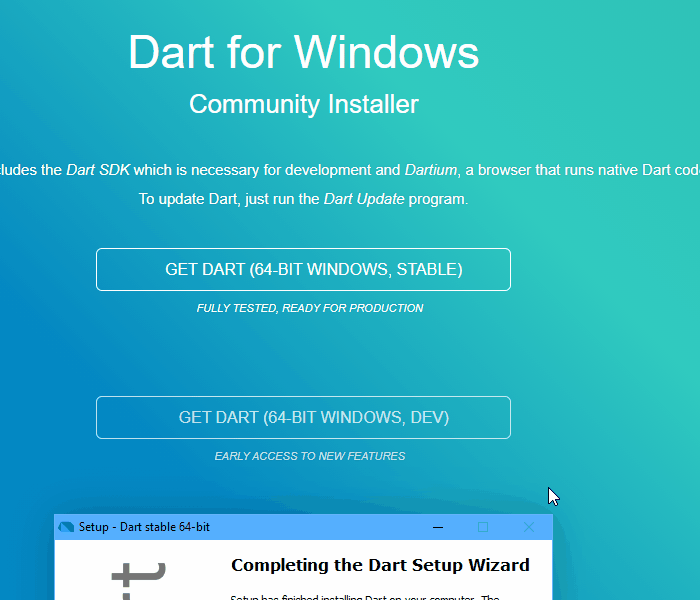 Dart for Windows
Community Installer
the Dart SDK which is necessary for development and Dartium, a browser that runs native Dart
To update Dart, just run the Dart Update program.
GET DART (64-BIT WINDOWS, STABLE)
FULLY TESTED, READY FOR PRODUCTION
GET DART (64-BIT WINDOWS, DEV)
EARLY ACCESS TO NEW FEATURES
Setup - Dart stable 64-bit
Completing the Dart Setup Wizard
Setup has finished installing Dart on your computer. The